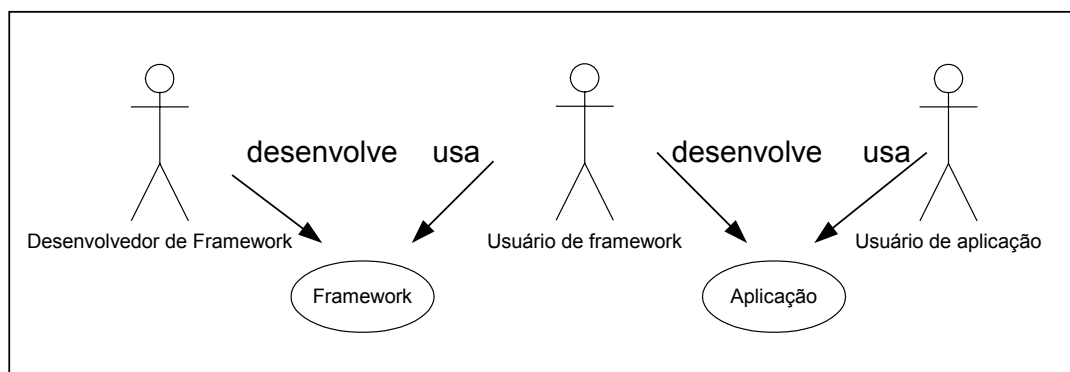 desenvolve usa desenvolve usa
Desenvolvedor de Framework Usuário de framework Usuário de aplicação
Framework Aplicação